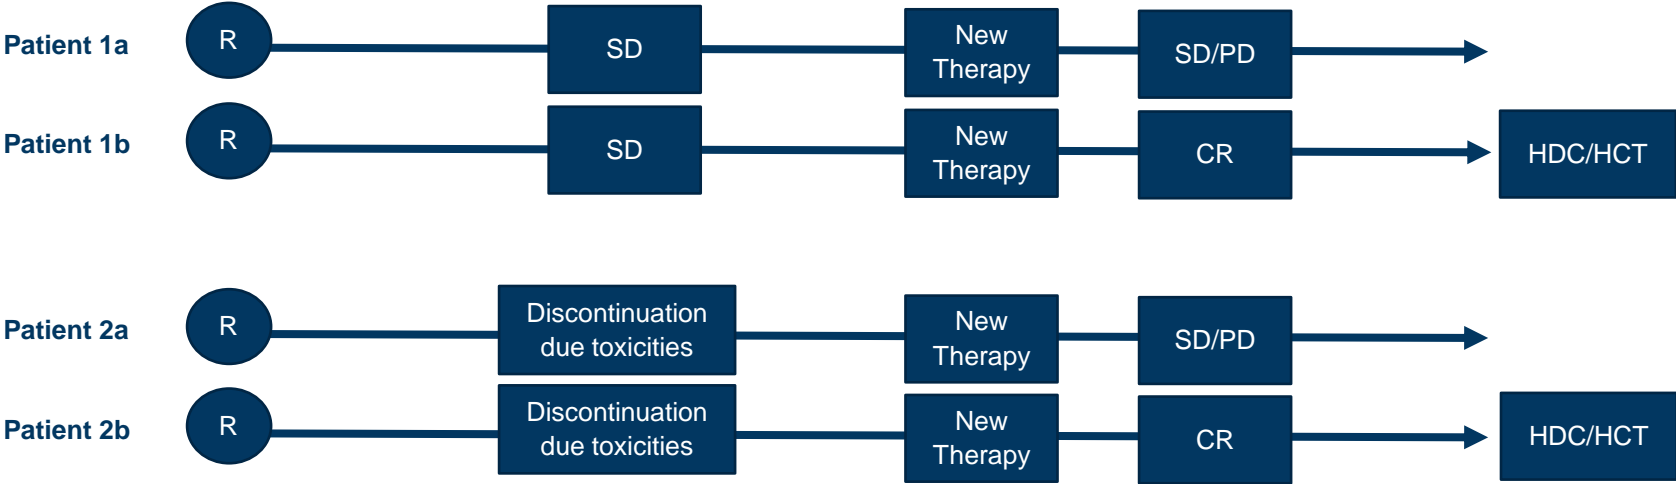 Patient 1a
R
SD
New
Therapy
SD/PD
Patient 1b
R
SD
New
Therapy
CR
HDC/HCT
Patient 2a
R
Discontinuation
due toxicities
New
Therapy
SD/PD
Patient 2b
R
Discontinuation
due toxicities
New
Therapy
CR
HDC/HCT